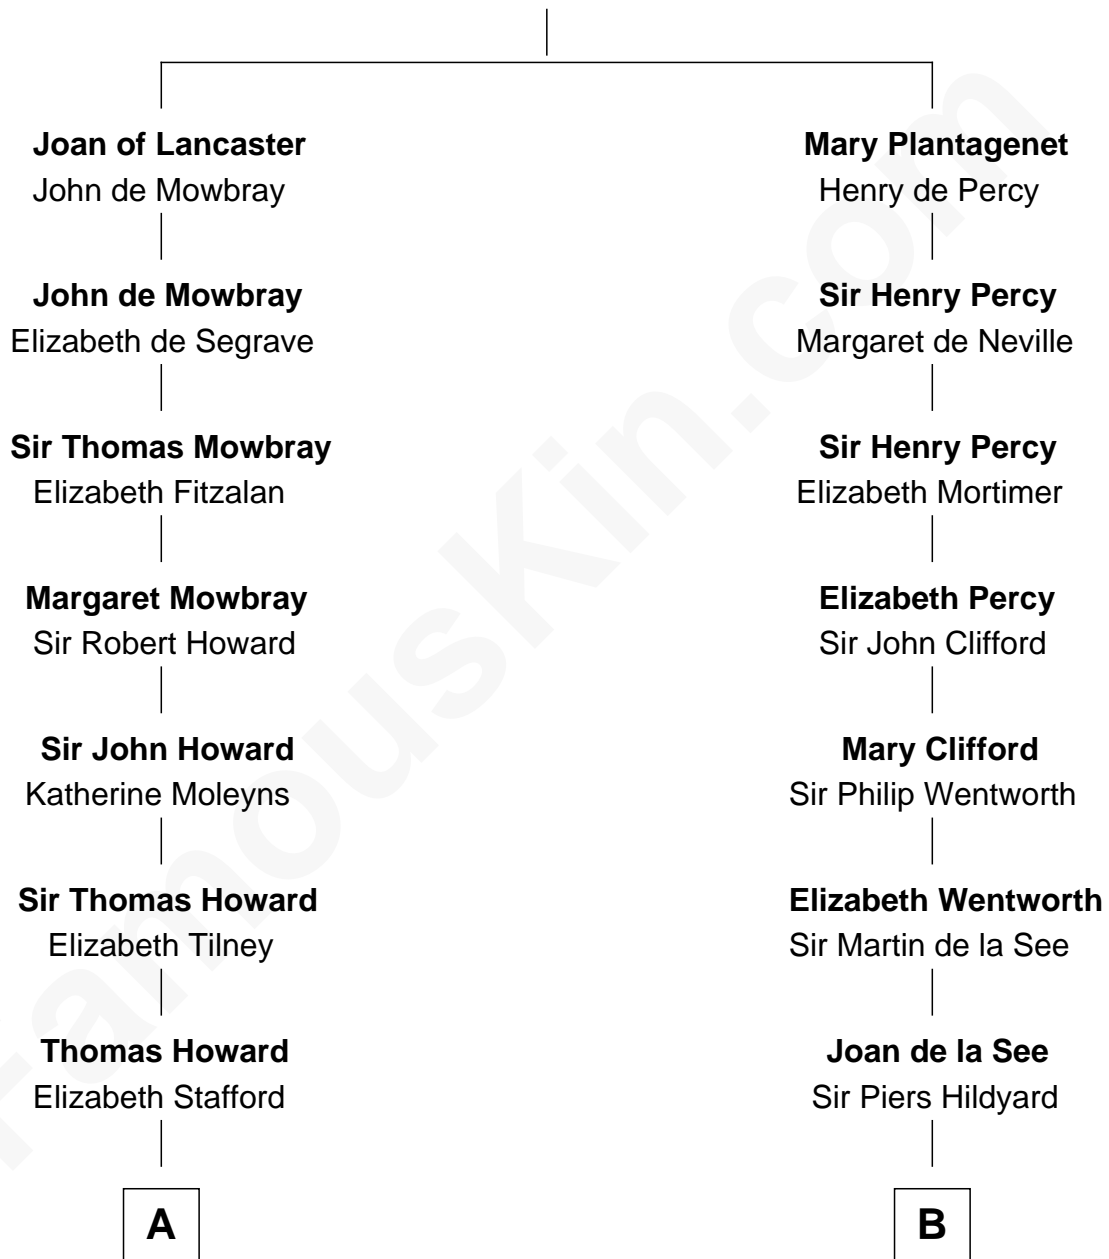 Joan of Lancaster
John de Mowbray
John de Mowbray
Elizabeth de Segrave
Sir Thomas Mowbray
Elizabeth Fitzalan
Margaret Mowbray
Sir Robert Howard
Sir John Howard
Katherine Moleyns
Sir Thomas Howard
Elizabeth Tilney
Thomas Howard
Elizabeth Stafford
A
Mary Plantagenet
Henry de Percy
Sir Henry Percy
Margaret de Neville
Sir Henry Percy
Elizabeth Mortimer
Elizabeth Percy
Sir John Clifford
Mary Clifford
Sir Philip Wentworth
Elizabeth Wentworth
Sir Martin de la See
Joan de la See
Sir Piers Hildyard
B
FamousKin.com